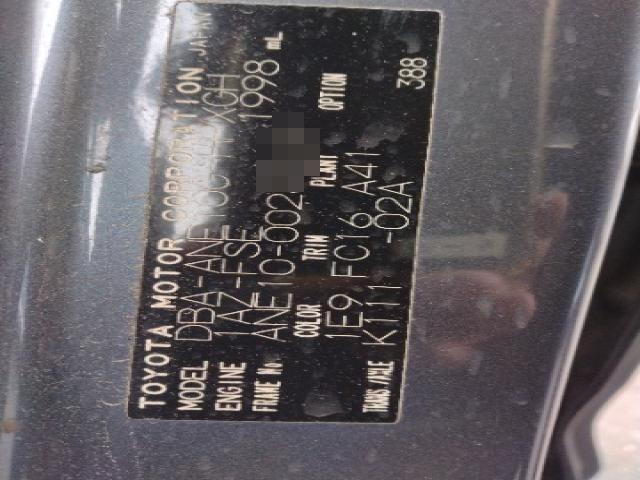 TOYOTA MOTOR CORPORATION JAPAN
MODEL DBA-ANE10G
ENGINE 1AZ-FSE 1998 mL
FRAME No. ANE10-002
COLOR TRIM PLANT OPTION
1E9 FC16 A41
TRANS/AXLE K111 -02A
388